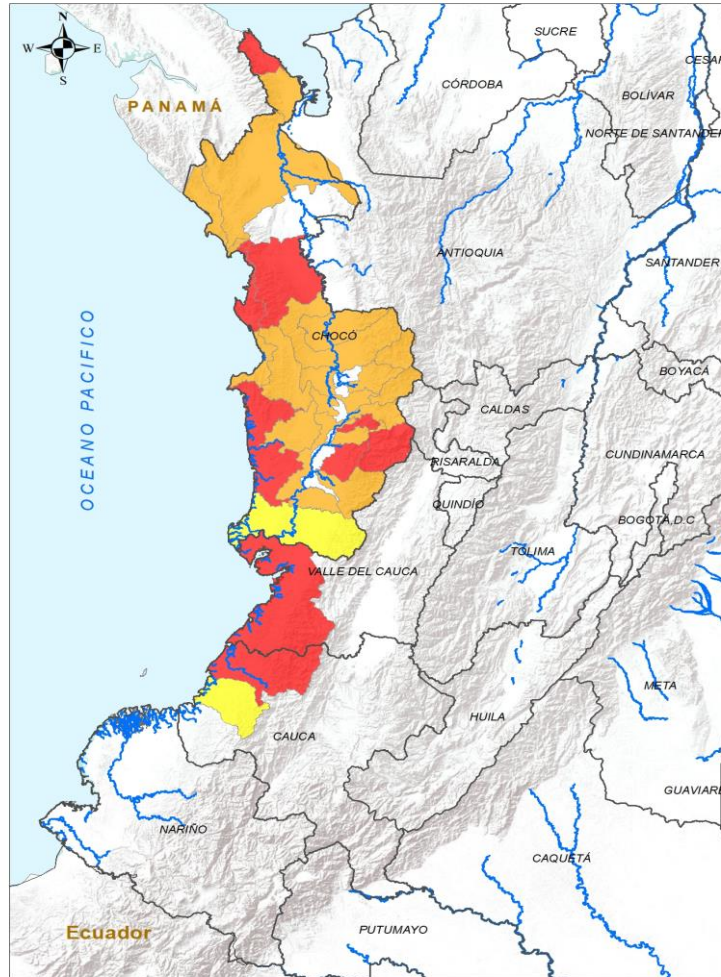 N
W E
S
SUCRE
CESAR
CÓRDOBA
BOLÍVAR
PANAMÁ
NORTE DE SANTANDER
ANTIOQUIA
SANTANDER
OCEANO PACIFICO
CHOCÓ
BOYACÁ
CALDAS
CUNDINAMARCA
RISARALDA
QUINDÍO
BOGOTÁ, D.C
TOLIMA
VALLE DEL CAUCA
META
HUILA
CAUCA
GUAVIARE
NARIÑO
CAQUETÁ
Ecuador
PUTUMAYO